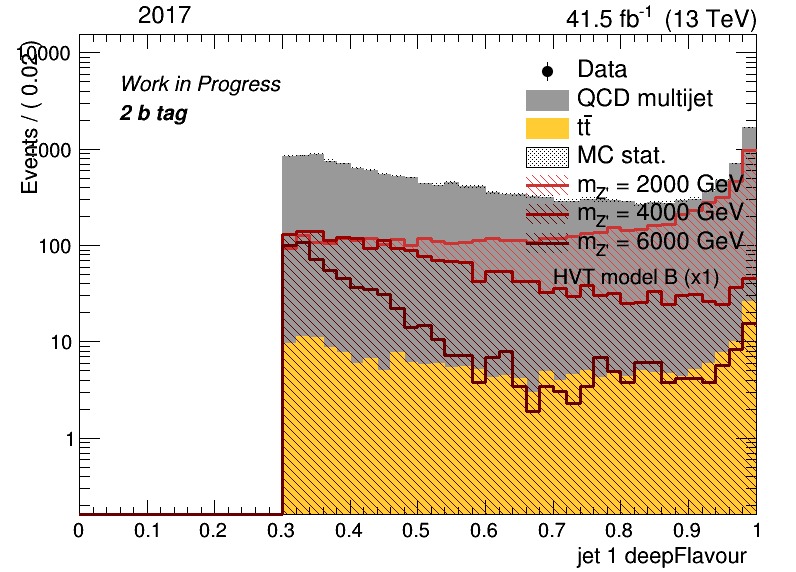 2017 41.5 fb⁻¹ (13 TeV)
Events / ( 0.02 )
Work in Progress
2 b tag
Data
QCD multijet
tt̄
MC stat.
m_Z' = 2000 GeV
m_Z' = 4000 GeV
m_Z' = 6000 GeV
HVT model B (x1)
10000
1000
100
10
1
0 0.1 0.2 0.3 0.4 0.5 0.6 0.7 0.8 0.9 1
jet 1 deepFlavour